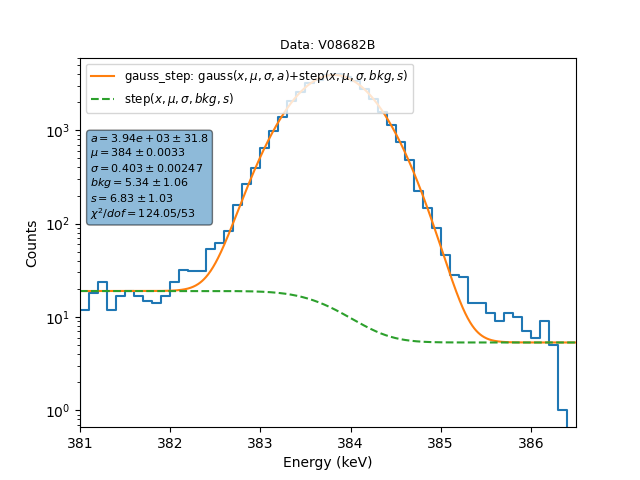 Data: V08682B
gauss_step: gauss(x, μ, σ, a)+step(x, μ, σ, bkg, s)
step(x, μ, σ, bkg, s)
a = 3.94e + 03 ± 31.8
μ = 384 ± 0.0033
σ = 0.403 ± 0.00247
bkg = 5.34 ± 1.06
s = 6.83 ± 1.03
χ²/dof = 124.05/53
Counts
10³
10²
10¹
10⁰
381 382 383 384 385 386
Energy (keV)